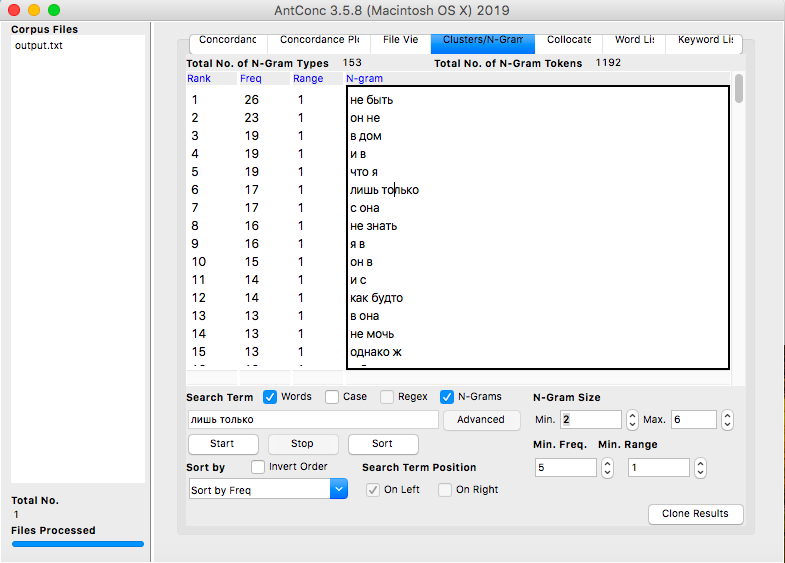 AntConc 3.5.8 (Macintosh OS X) 2019
Corpus Files
output.txt
Concordanc Concordance Plo File Vie Clusters/N-Gram Collocate Word Lis Keyword Lis
Total No. of N-Gram Types 153 Total No. of N-Gram Tokens 1192
Rank Freq Range N-gram
1 26 1 не быть
2 23 1 он не
3 19 1 в дом
4 19 1 и в
5 19 1 что я
6 17 1 лишь только
7 17 1 с она
8 16 1 не знать
9 16 1 я в
10 15 1 он в
11 14 1 и с
12 14 1 как будто
13 13 1 в она
14 13 1 не мочь
15 13 1 однако ж
Search Term Words Case Regex N-Grams N-Gram Size
лишь только Advanced Min. 2 Max. 6
Start Stop Sort Min. Freq. Min. Range
Sort by Invert Order Search Term Position 5 1
Sort by Freq On Left On Right
Total No.
1
Files Processed
Clone Results